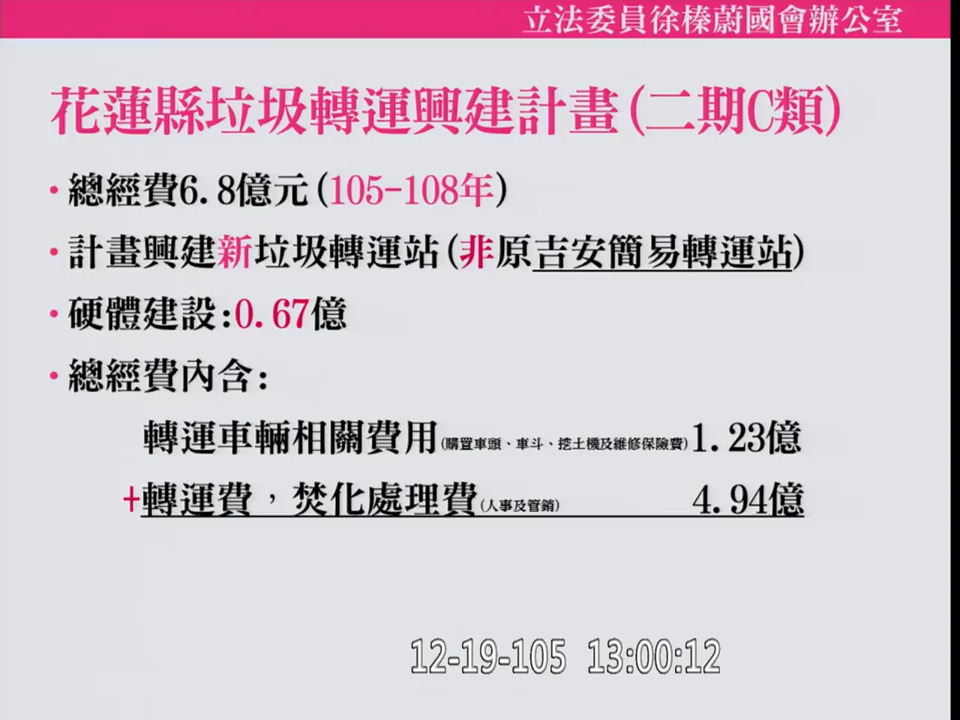 立法委員徐榛蔚國會辦公室
花蓮縣垃圾轉運興建計畫(二期C類)
•總經費6.8億元(105-108年)
•計畫興建新垃圾轉運站(非原吉安簡易轉運站)
•硬體建設:0.67億
•總經費內含:
轉運車輛相關費用(購置車頭、車斗、挖土機及維修保險費)1.23億
+轉運費，焚化處理費(人事及管銷) 4.94億
12-19-105 13:00:12